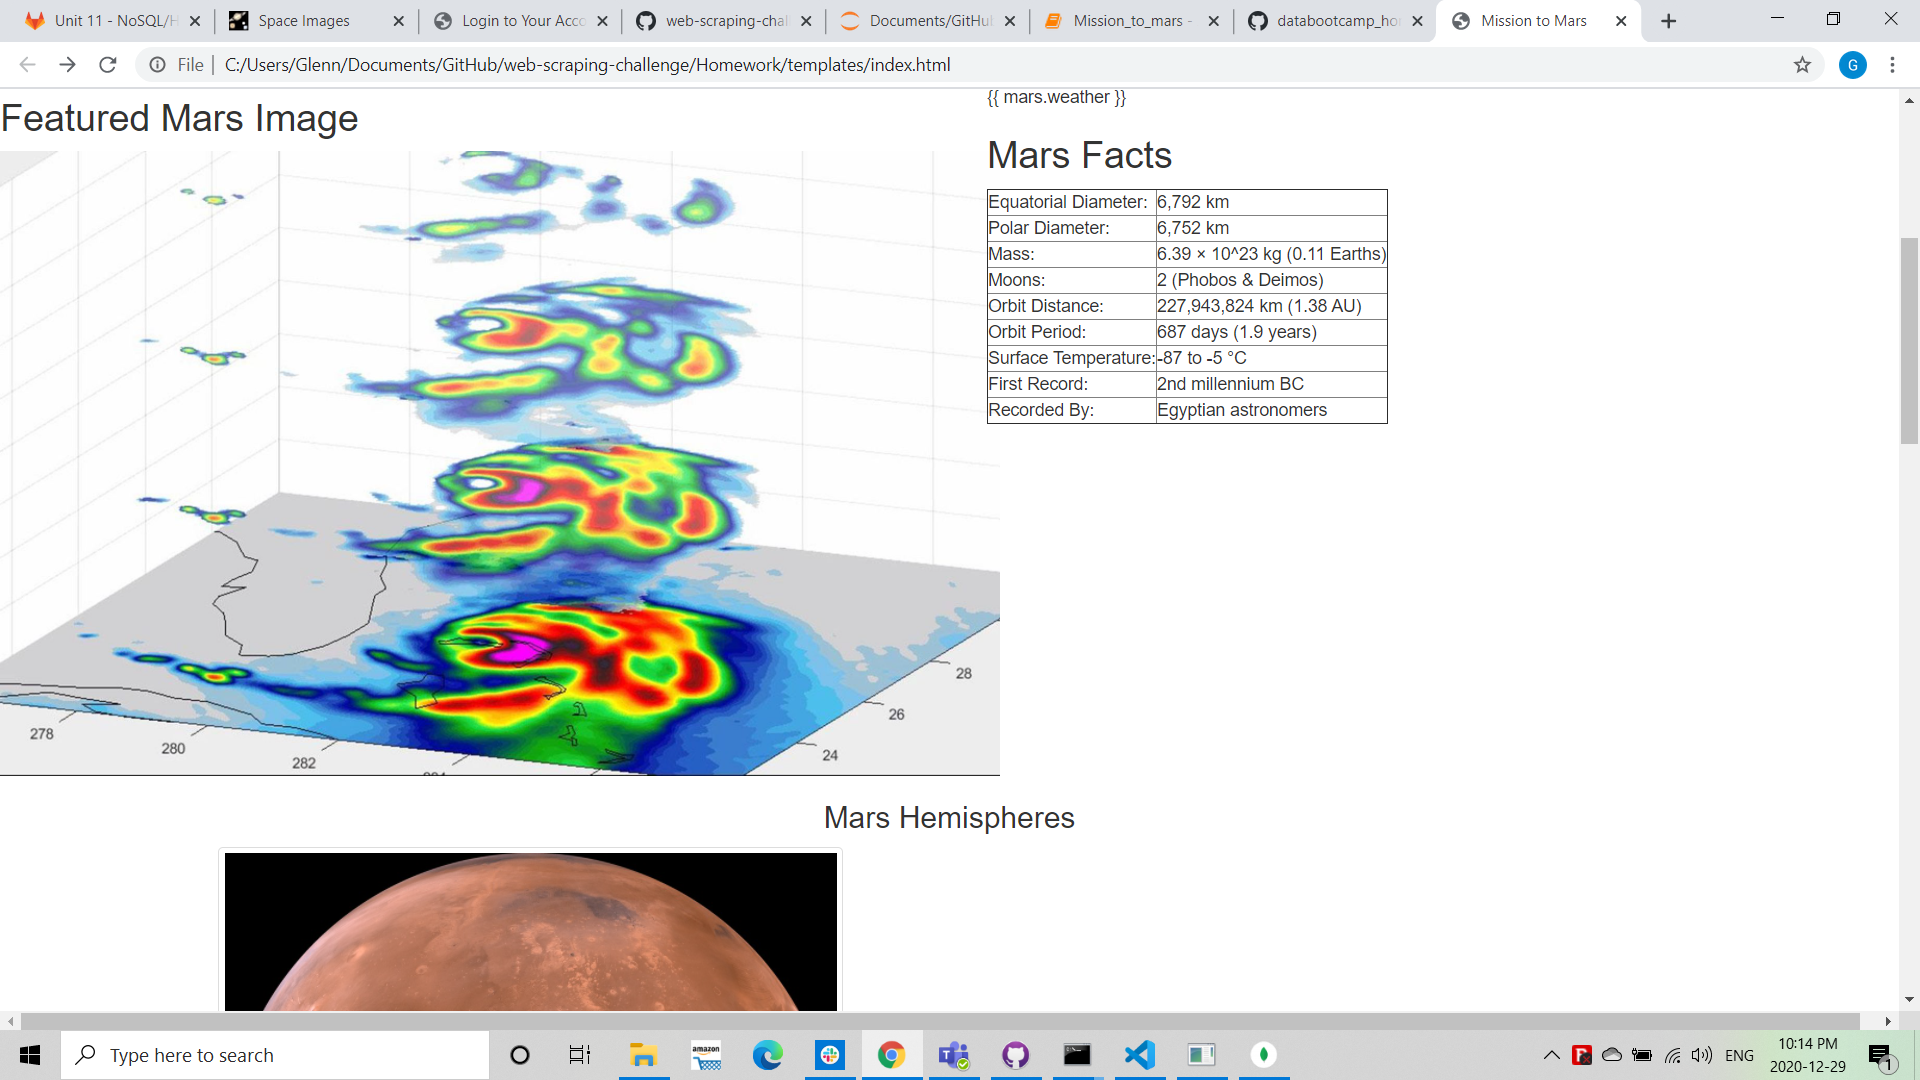 Unit 11 - NoSQL/H
Space Images
Login to Your Acco
web-scraping-chal
Documents/GitHub
Mission_to_mars -
databootcamp_ho
Mission to Mars
File
C:/Users/Glenn/Documents/GitHub/web-scraping-challenge/Homework/templates/index.html
G
Featured Mars Image
{{ mars.weather }}
Mars Facts
Equatorial Diameter: 6,792 km
Polar Diameter: 6,752 km
Mass: 6.39 × 10^23 kg (0.11 Earths)
Moons: 2 (Phobos & Deimos)
Orbit Distance: 227,943,824 km (1.38 AU)
Orbit Period: 687 days (1.9 years)
Surface Temperature: -87 to -5 °C
First Record: 2nd millennium BC
Recorded By: Egyptian astronomers
28
26
24
278
280
282
Mars Hemispheres
Type here to search
amazon
ENG
10:14 PM
2020-12-29
1